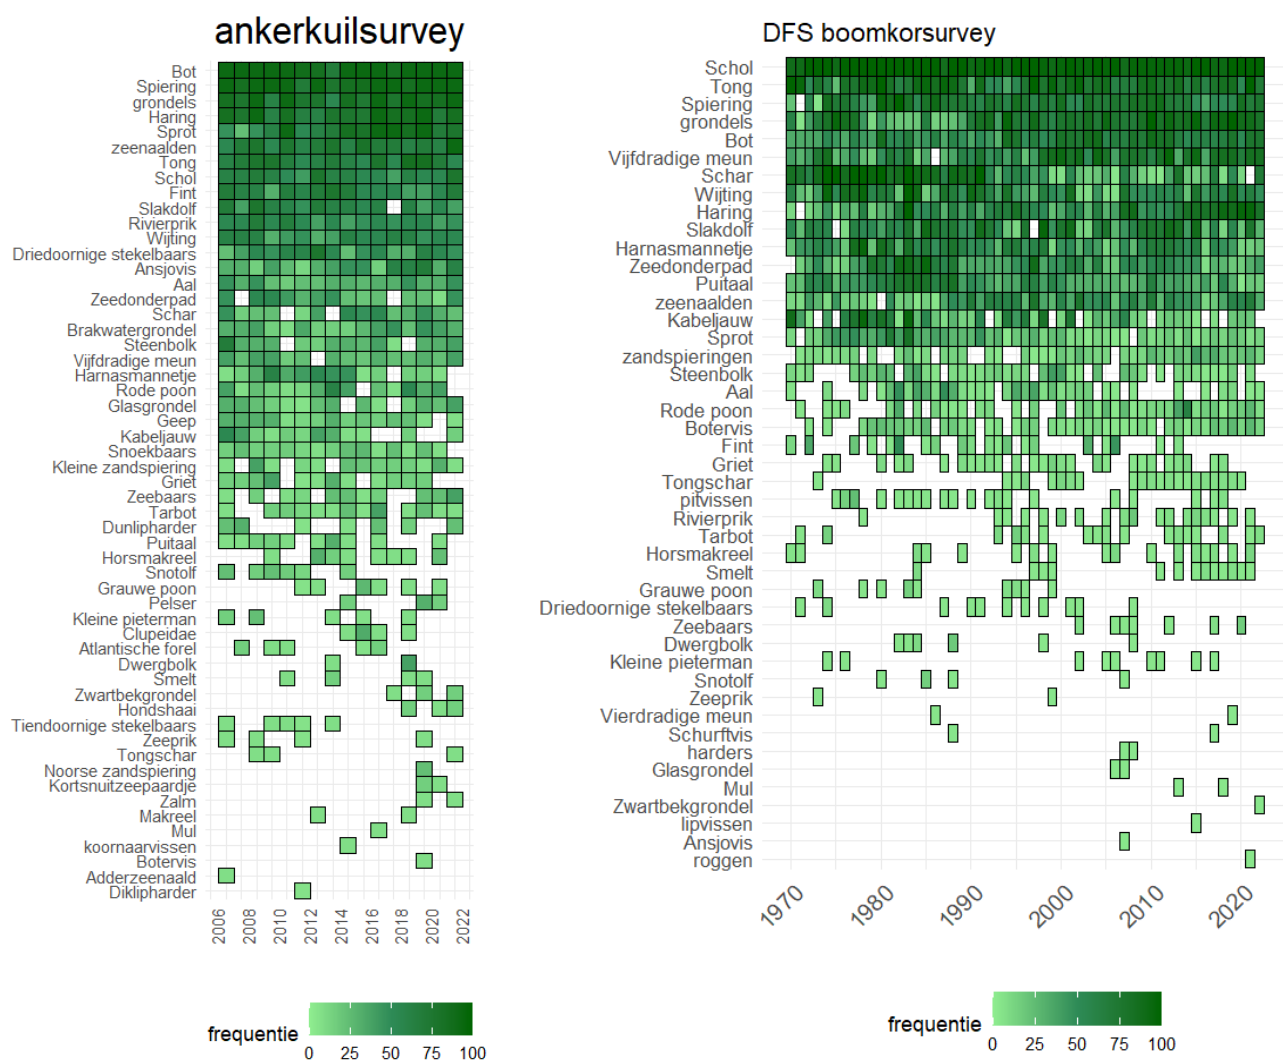 ankerkuilsurvey
Bot
Spiering
grondels
Haring
Sprot
zeenaalden
Tong
Schol
Fint
Slakdolf
Rivierprik
Wijting
Driedoornige stekelbaars
Ansjovis
Aal
Zeedonderpad
Schar
Brakwatergrondel
Steenbolk
Vijfdradige meun
Harnasmannetje
Rode poon
Glasgrondel
Geep
Kabeljauw
Snoekbaars
Kleine zandspiering
Griet
Zeebaars
Tarbot
Dunlipharder
Puitaal
Horsmakreel
Snotolf
Grauwe poon
Pelser
Kleine pieterman
Clupeidae
Atlantische forel
Dwergbolk
Smelt
Zwartbekgrondel
Hondshaai
Tiendoornige stekelbaars
Zeeprik
Tongschar
Noorse zandspiering
Kortsnuitzeepaardje
Zalm
Makreel
Mul
koornaarvissen
Botervis
Adderzeenaald
Diklipharder
2006 2008 2010 2012 2014 2016 2018 2020 2022
frequentie
0 25 50 75 100
DFS boomkorsurvey
Schol
Tong
Spiering
grondels
Bot
Vijfdradige meun
Schar
Wijting
Haring
Slakdolf
Harnasmannetje
Zeedonderpad
Puitaal
zeenaalden
Kabeljauw
Sprot
zandspieringen
Steenbolk
Aal
Rode poon
Botervis
Fint
Griet
Tongschar
pitvissen
Rivierprik
Tarbot
Horsmakreel
Smelt
Grauwe poon
Driedoornige stekelbaars
Zeebaars
Dwergbolk
Kleine pieterman
Snotolf
Zeeprik
Vierdradige meun
Schurftvis
harders
Glasgrondel
Mul
Zwartbekgrondel
lipvissen
Ansjovis
roggen
1970 1980 1990 2000 2010 2020
frequentie
0 25 50 75 100